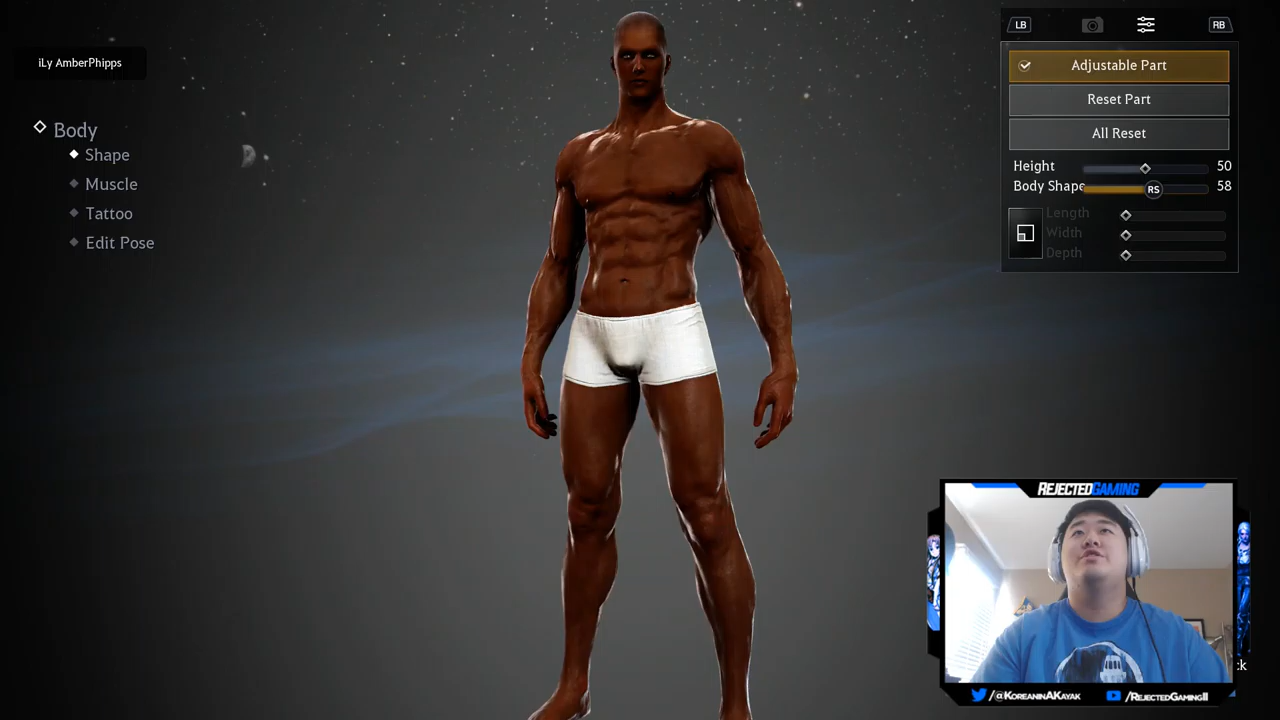 iLy AmberPhipps
Body
Shape
Muscle
Tattoo
Edit Pose
LB
RB
Adjustable Part
Reset Part
All Reset
Height 50
Body Shape RS 58
Length
Width
Depth
REJECTEDGAMING
ck
/@KOREANINAKAYAK /REJECTEDGAMINGII